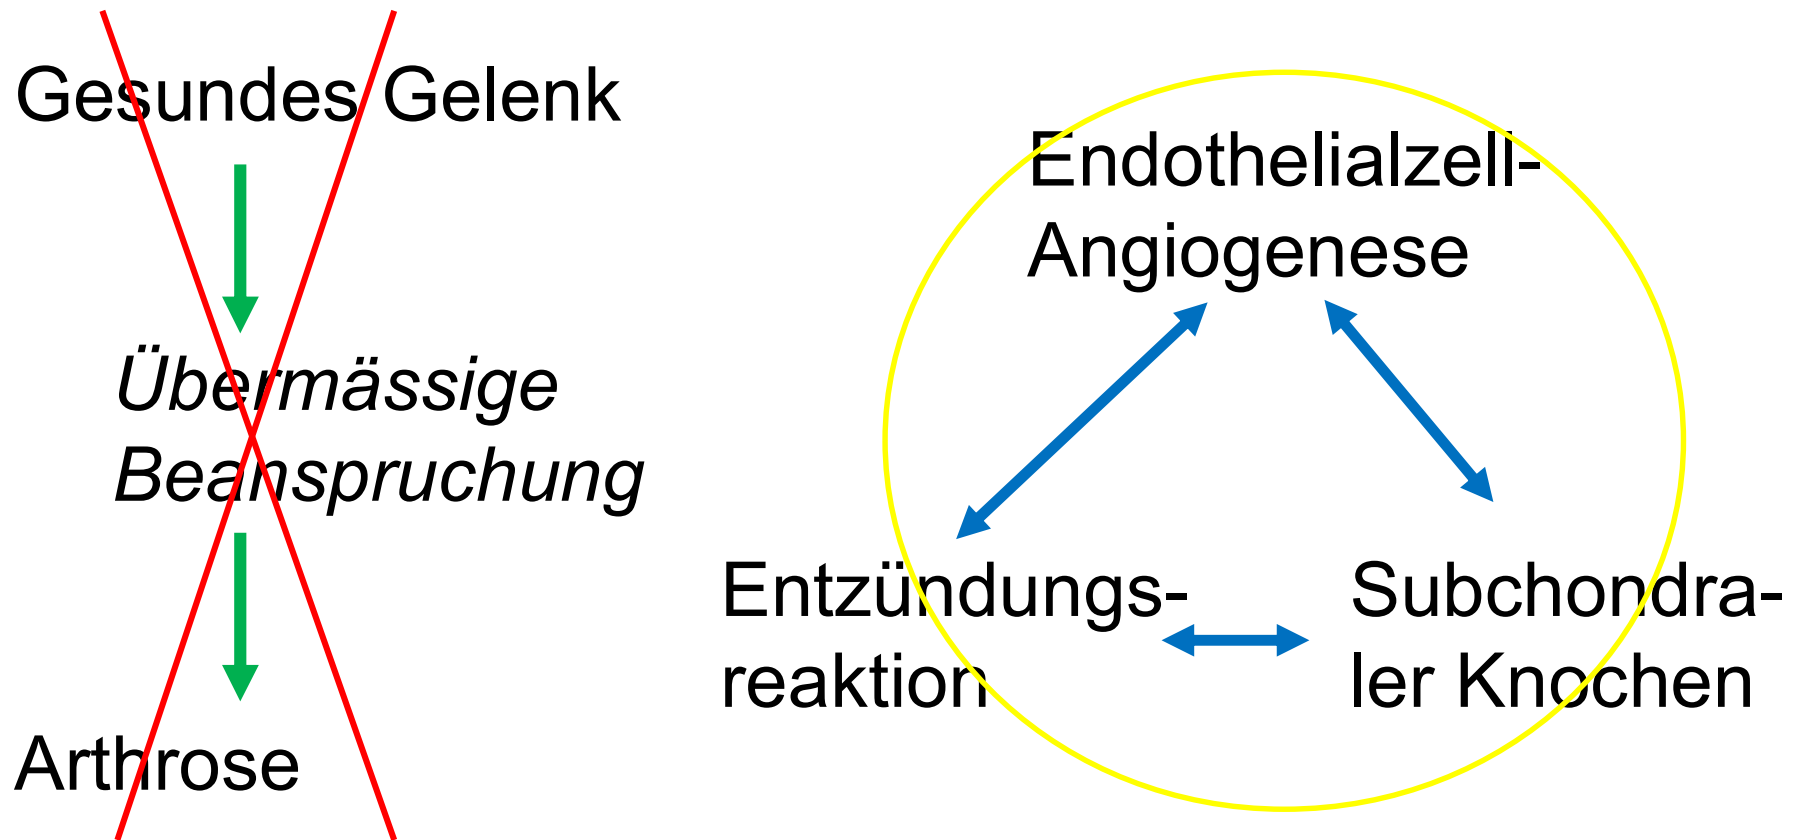 Gesundes Gelenk
Übermässige
Beanspruchung
Arthrose
Endothelialzell-
Angiogenese
Entzündungs-
reaktion
Subchondra-
ler Knochen